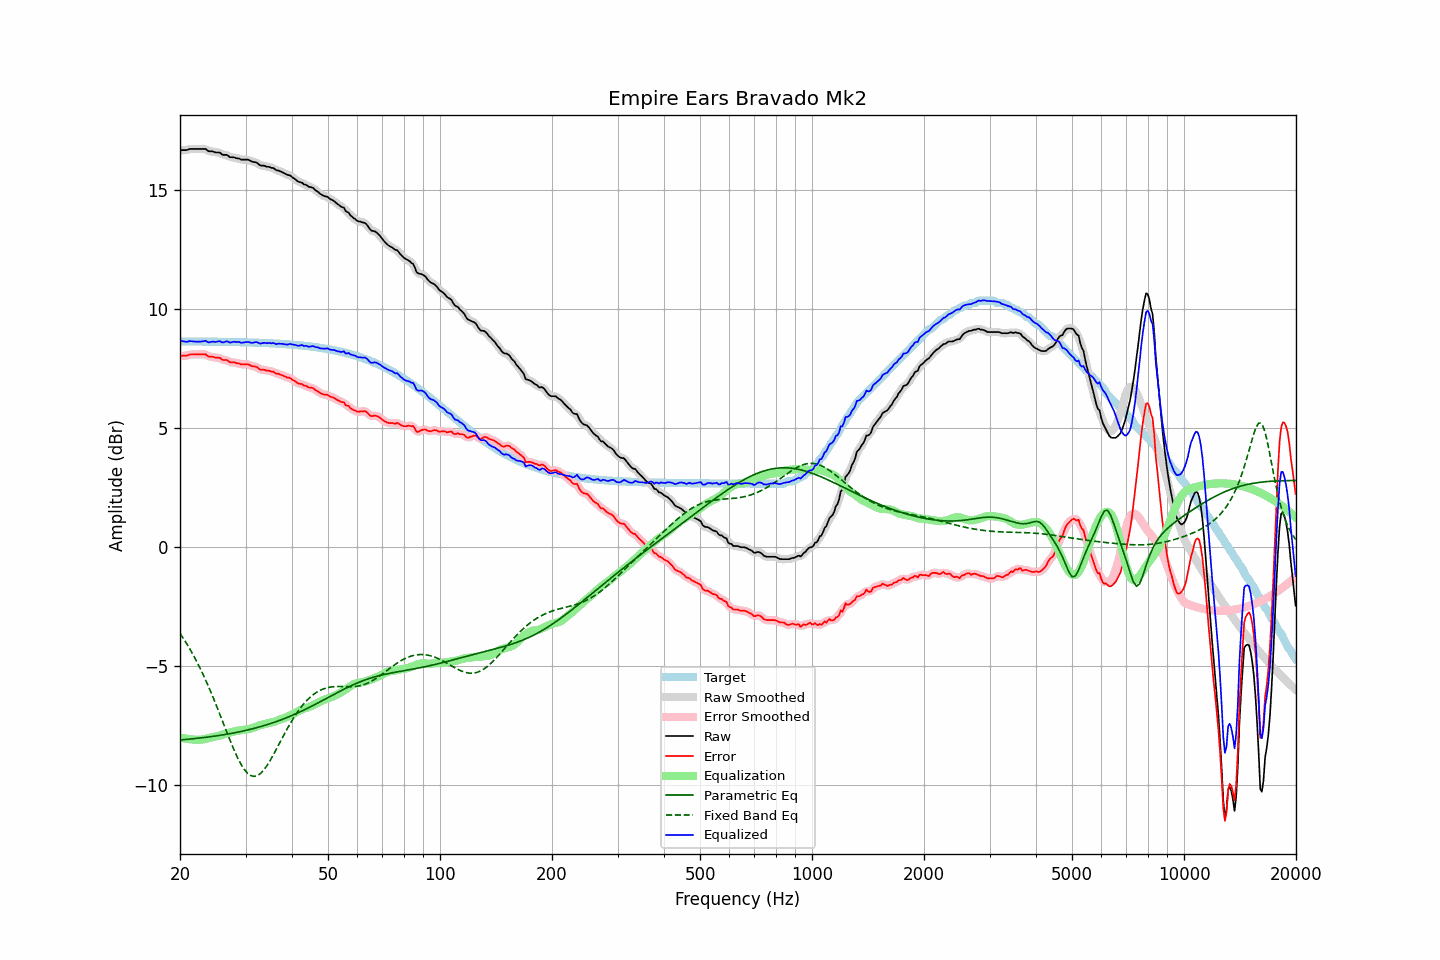 Empire Ears Bravado Mk2
Amplitude (dBr)
15
10
5
0
−5
−10
Target
Raw Smoothed
Error Smoothed
Raw
Error
Equalization
Parametric Eq
Fixed Band Eq
Equalized
20 50 100 200 500 1000 2000 5000 10000 20000
Frequency (Hz)